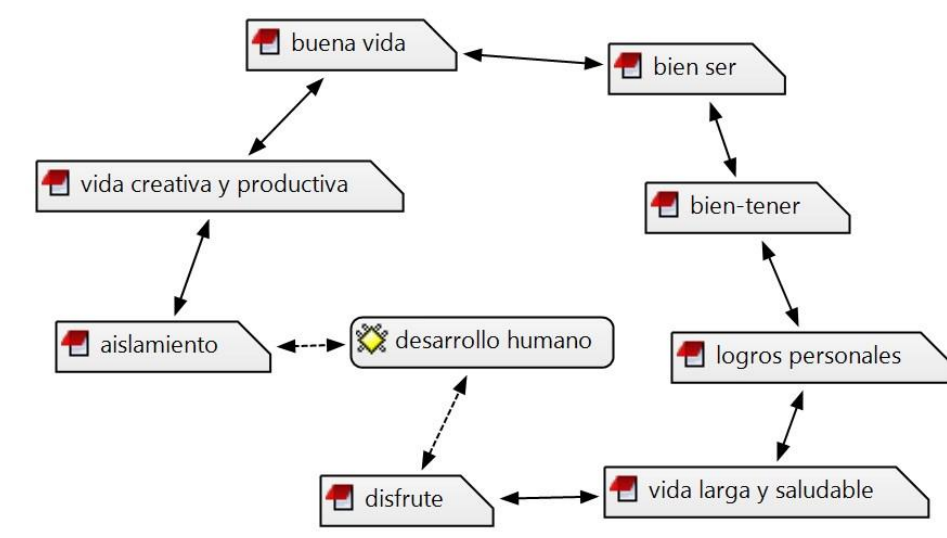 buena vida
bien ser
vida creativa y productiva
bien-tener
aislamiento
desarrollo humano
logros personales
disfrute
vida larga y saludable